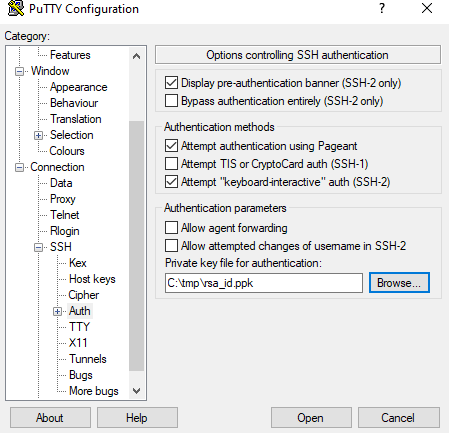 PuTTY Configuration
?
Category:
Features
Window
Appearance
Behaviour
Translation
Selection
Colours
Connection
Data
Proxy
Telnet
Rlogin
SSH
Kex
Host keys
Cipher
Auth
TTY
X11
Tunnels
Bugs
More bugs
Options controlling SSH authentication
Display pre-authentication banner (SSH-2 only)
Bypass authentication entirely (SSH-2 only)
Authentication methods
Attempt authentication using Pageant
Attempt TIS or CryptoCard auth (SSH-1)
Attempt "keyboard-interactive" auth (SSH-2)
Authentication parameters
Allow agent forwarding
Allow attempted changes of username in SSH-2
Private key file for authentication:
C:\tmp\rsa_id.ppk
Browse...
About
Help
Open
Cancel